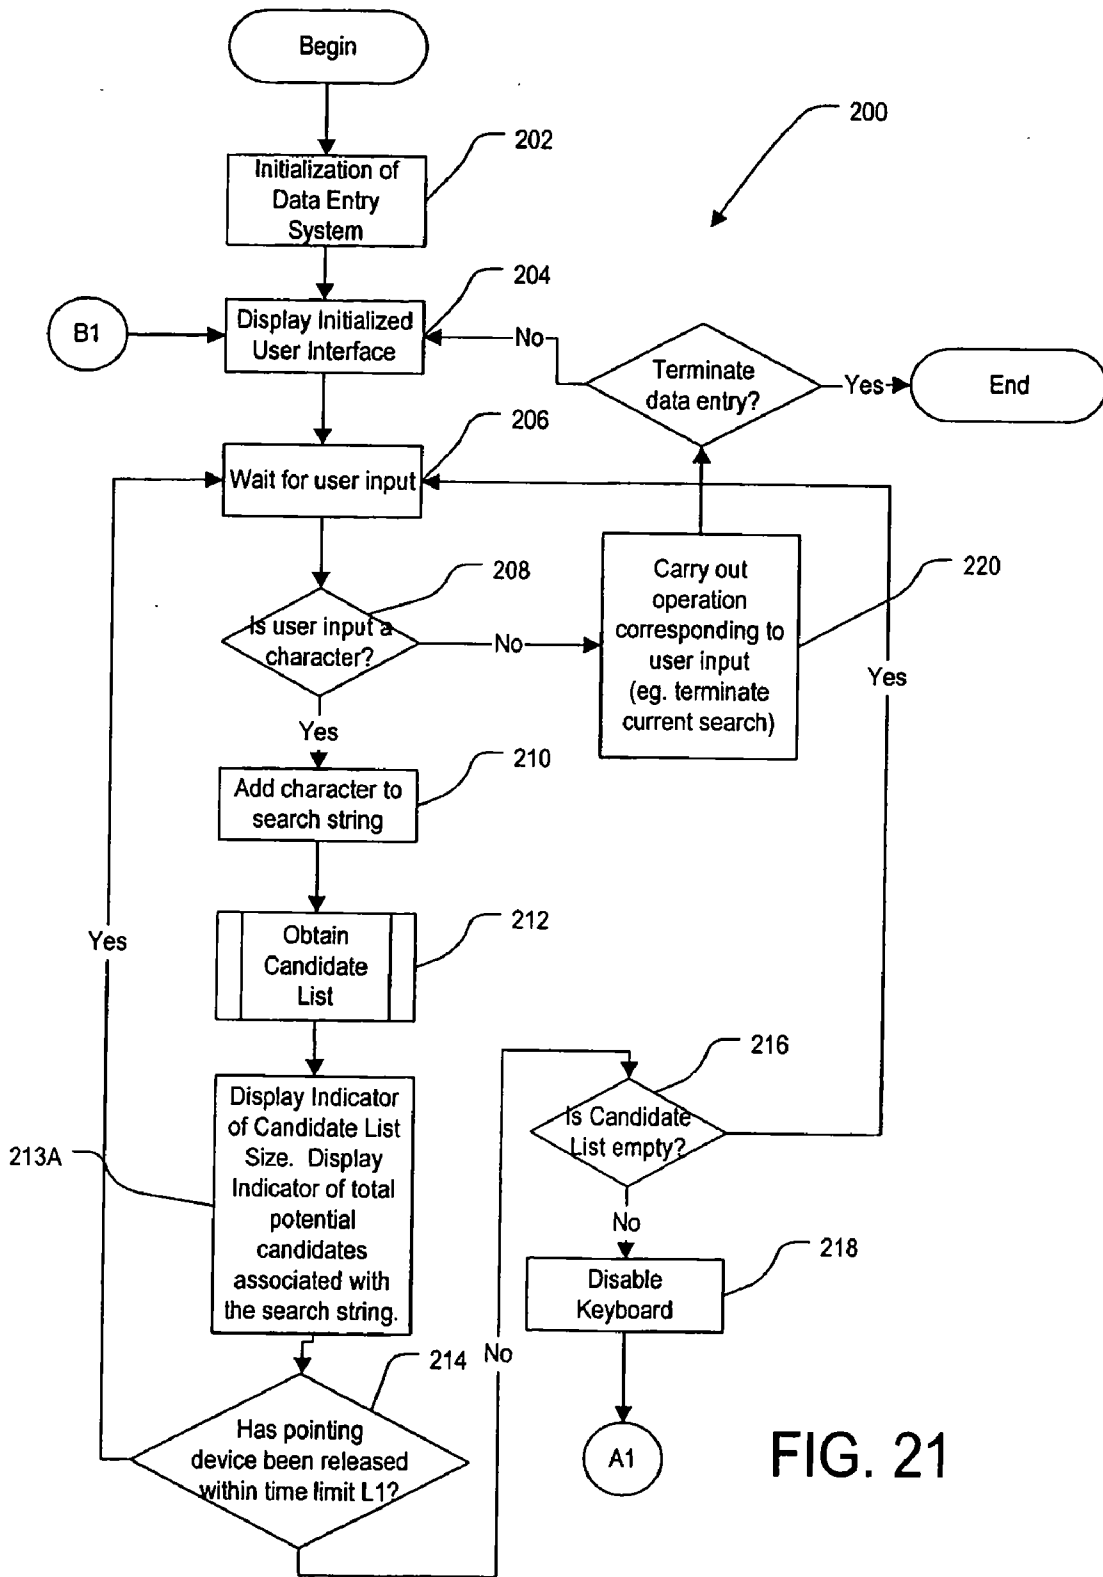 Begin
200
202
Initialization of
Data Entry
System
204
B1
Display Initialized
User Interface
No
Terminate
data entry?
Yes
End
206
Wait for user input
208
Is user input a
character?
No
Carry out
operation
corresponding to
user input
(eg. terminate
current search)
220
Yes
Yes
210
Add character to
search string
212
Obtain
Candidate
List
Yes
216
Is Candidate
List empty?
213A
Display Indicator
of Candidate List
Size. Display
Indicator of total
potential
candidates
associated with
the search string.
No
218
Disable
Keyboard
No
214
Has pointing
device been released
within time limit L1?
A1
FIG. 21